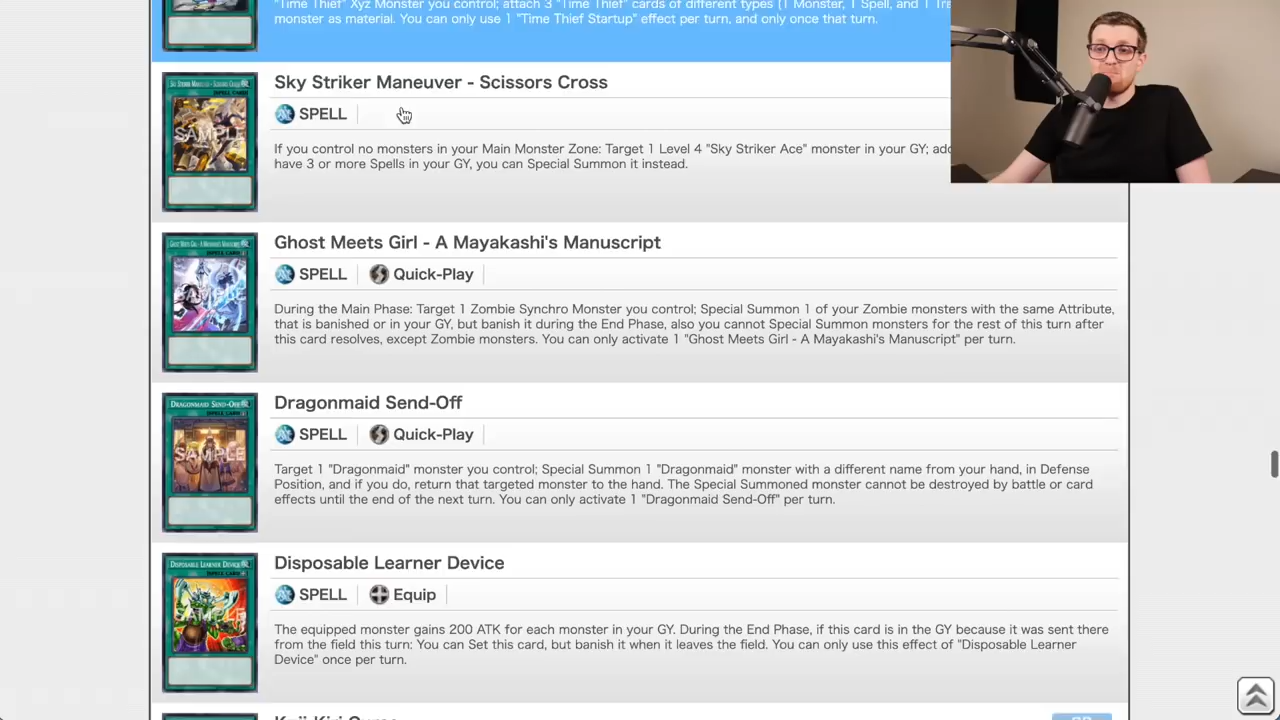 "Time Thief" Xyz Monster you control; attach 3 "Time Thief" cards of different types (1 Monster, 1 
monster as material. You can only use 1 "Time Thief Startup" effect per turn, and only once that turn.
Sky Striker Maneuver - Scissors Cross
SPELL
If you control no monsters in your Main Monster Zone: Target 1 Level 4 "Sky Striker Ace" monster in your GY;
have 3 or more Spells in your GY, you can Special Summon it instead.
SAMPLE
Ghost Meets Girl - A Mayakashi's Manuscript
SPELL Quick-Play
During the Main Phase: Target 1 Zombie Synchro Monster you control; Special Summon 1 of your Zombie monsters with the same Attribute,
that is banished or in your GY, but banish it during the End Phase, also you cannot Special Summon monsters for the rest of this turn after
this card resolves, except Zombie monsters. You can only activate 1 "Ghost Meets Girl - A Mayakashi's Manuscript" per turn.
Dragonmaid Send-Off
SPELL Quick-Play
Target 1 "Dragonmaid" monster you control; Special Summon 1 "Dragonmaid" monster with a different name from your hand, in Defense
Position, and if you do, return that targeted monster to the hand. The Special Summoned monster cannot be destroyed by battle or card
effects until the end of the next turn. You can only activate 1 "Dragonmaid Send-Off" per turn.
DRAGONMAID SEND-OFF
SPELL CARD
SAMPLE
Disposable Learner Device
SPELL Equip
The equipped monster gains 200 ATK for each monster in your GY. During the End Phase, if this card is in the GY because it was sent there
from the field this turn: You can Set this card, but banish it when it leaves the field. You can only use this effect of "Disposable Learner
Device" once per turn.
DISPOSABLE LEARNER DEVICE
SPELL CARD
SAMPLE